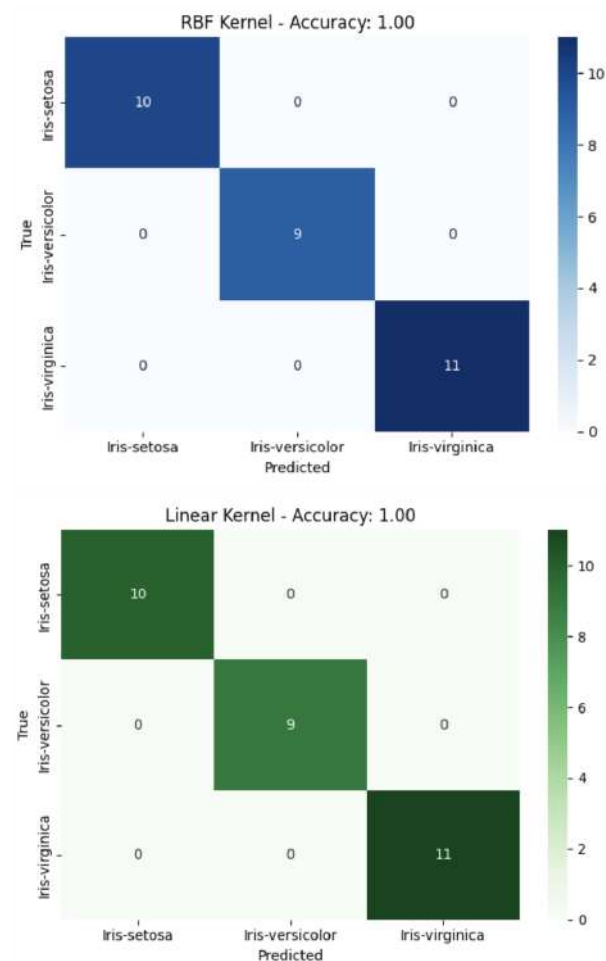 RBF Kernel - Accuracy: 1.00
Iris-setosa
10 0 0
10
8
True
Iris-versicolor
0 9 0
6
4
Iris-virginica
0 0 11
2
0
Iris-setosa Iris-versicolor Iris-virginica
Predicted
Linear Kernel - Accuracy: 1.00
Iris-setosa
10 0 0
10
8
True
Iris-versicolor
0 9 0
6
4
Iris-virginica
0 0 11
2
0
Iris-setosa Iris-versicolor Iris-virginica
Predicted